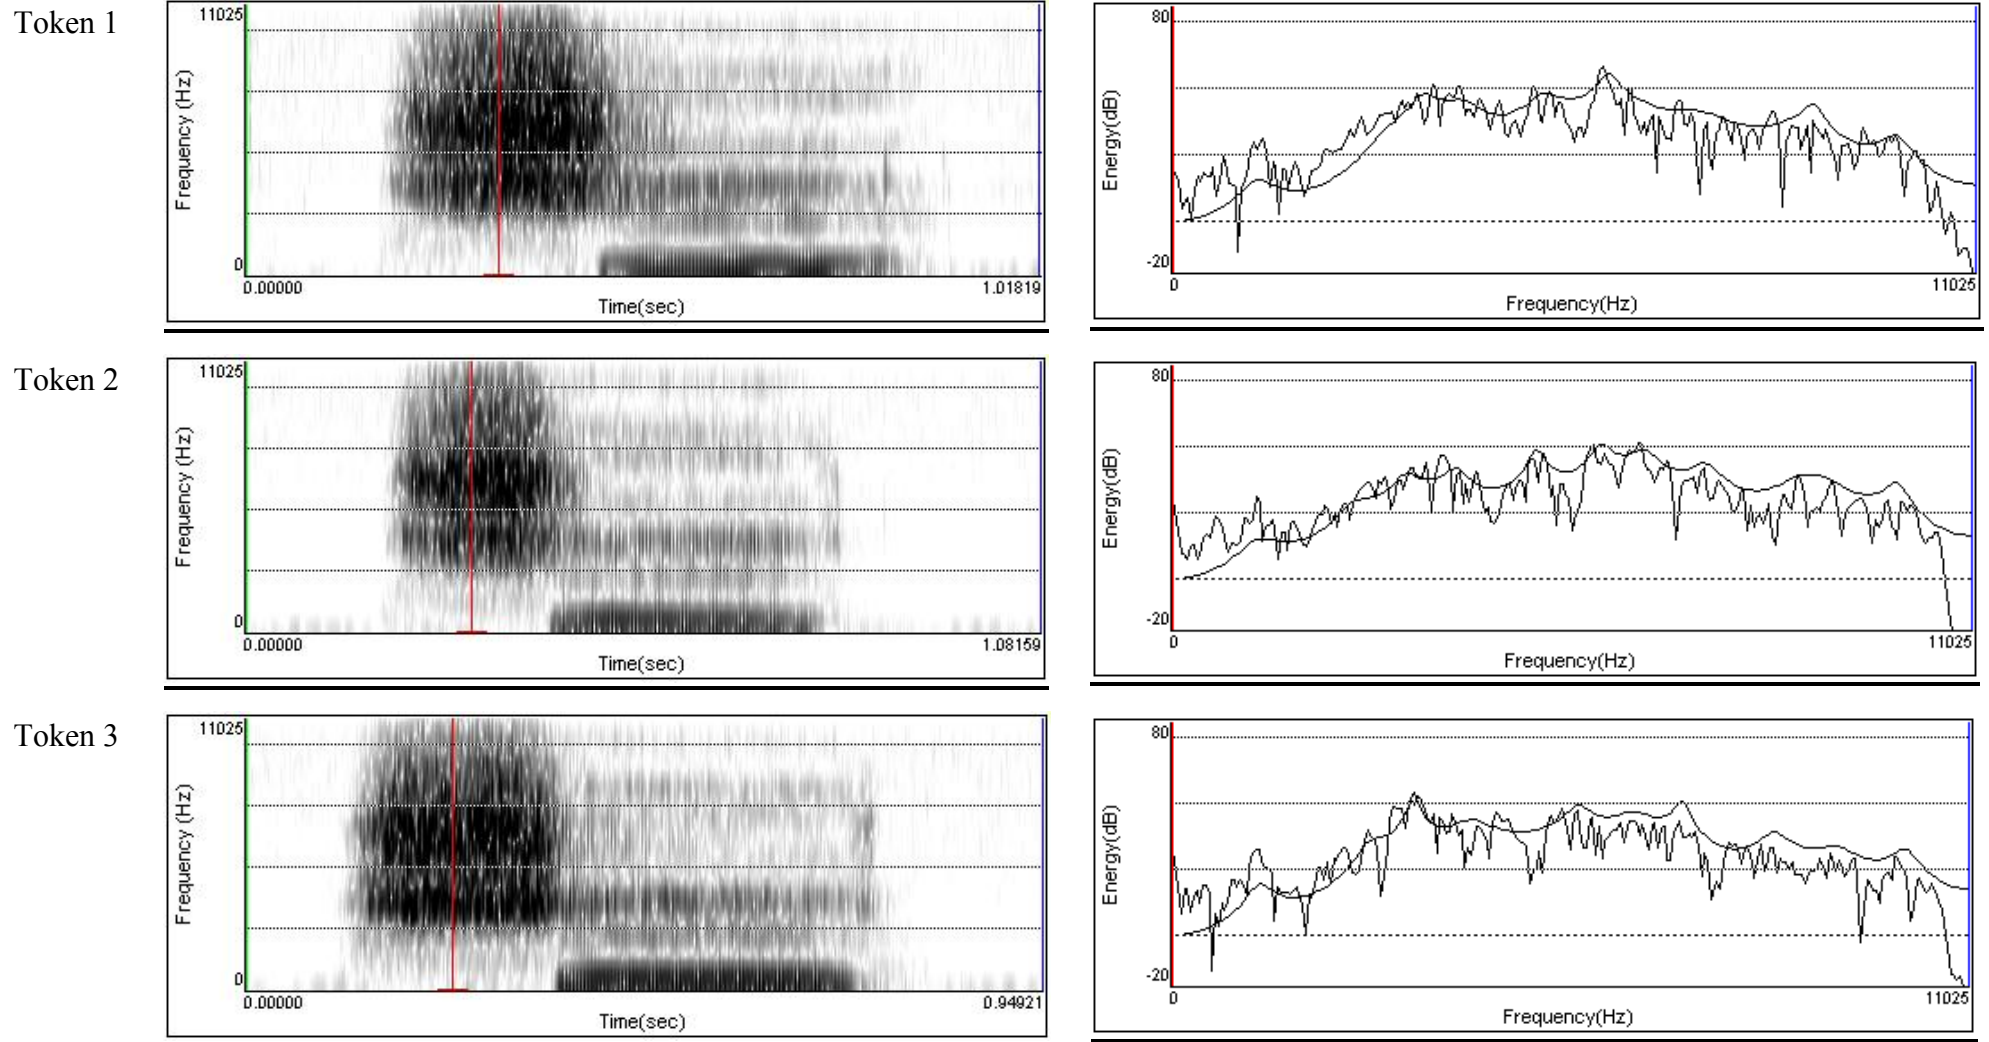 Token 1
11025
Frequency (Hz)
0
0.00000
1.01819
Time(sec)
80
Energy(dB)
-20
0
11025
Frequency(Hz)
Token 2
11025
Frequency (Hz)
0
0.00000
1.08159
Time(sec)
80
Energy(dB)
-20
0
11025
Frequency(Hz)
Token 3
11025
Frequency (Hz)
0
0.00000
0.94921
Time(sec)
80
Energy(dB)
-20
0
11025
Frequency(Hz)